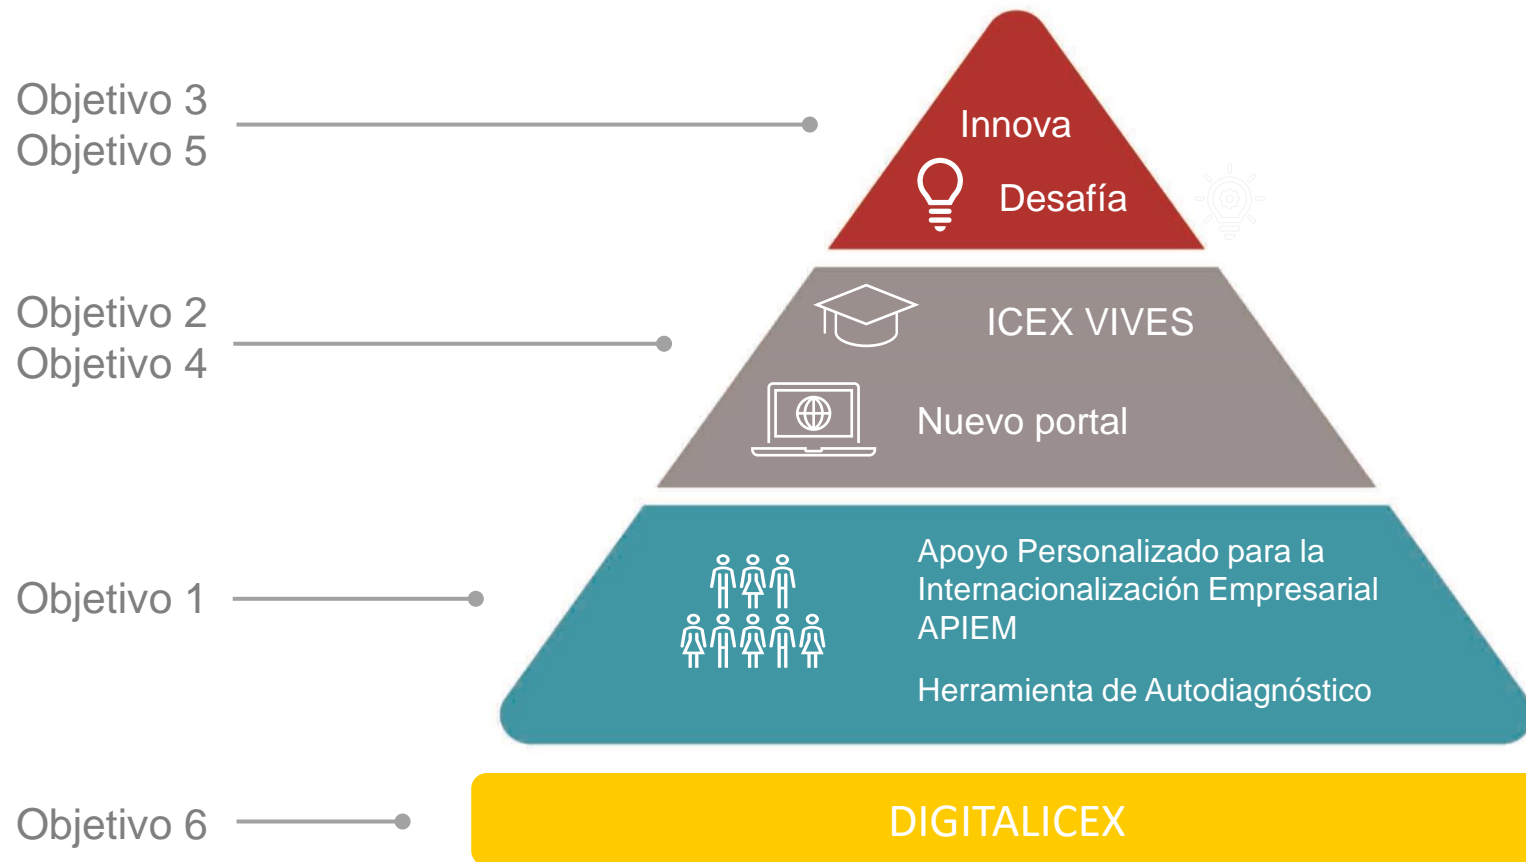 Objetivo 3
Objetivo 5
Innova
Desafía
Objetivo 2
Objetivo 4
ICEX VIVES
Nuevo portal
Objetivo 1
Apoyo Personalizado para la
Internacionalización Empresarial
APIEM
Herramienta de Autodiagnóstico
Objetivo 6
DIGITALICEX